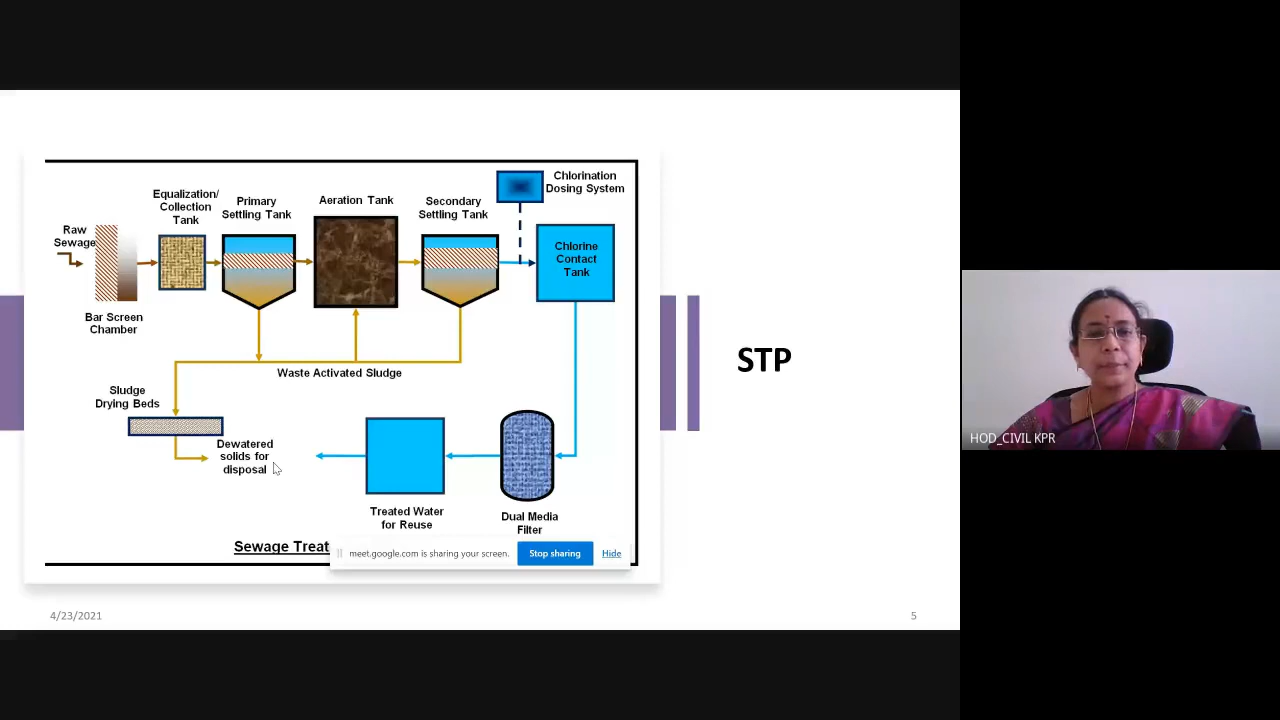 Chlorination
Dosing System
Equalization/
Collection
Tank
Primary
Settling Tank
Aeration Tank
Secondary
Settling Tank
Raw
Sewage
Chlorine
Contact
Tank
Bar Screen
Chamber
Waste Activated Sludge
STP
Sludge
Drying Beds
Dewatered
solids for
disposal
HOD_CIVIL KPR
Treated Water
for Reuse
Dual Media
Filter
Sewage Treat
meet.google.com is sharing your screen.
Stop sharing
Hide
4/23/2021
5